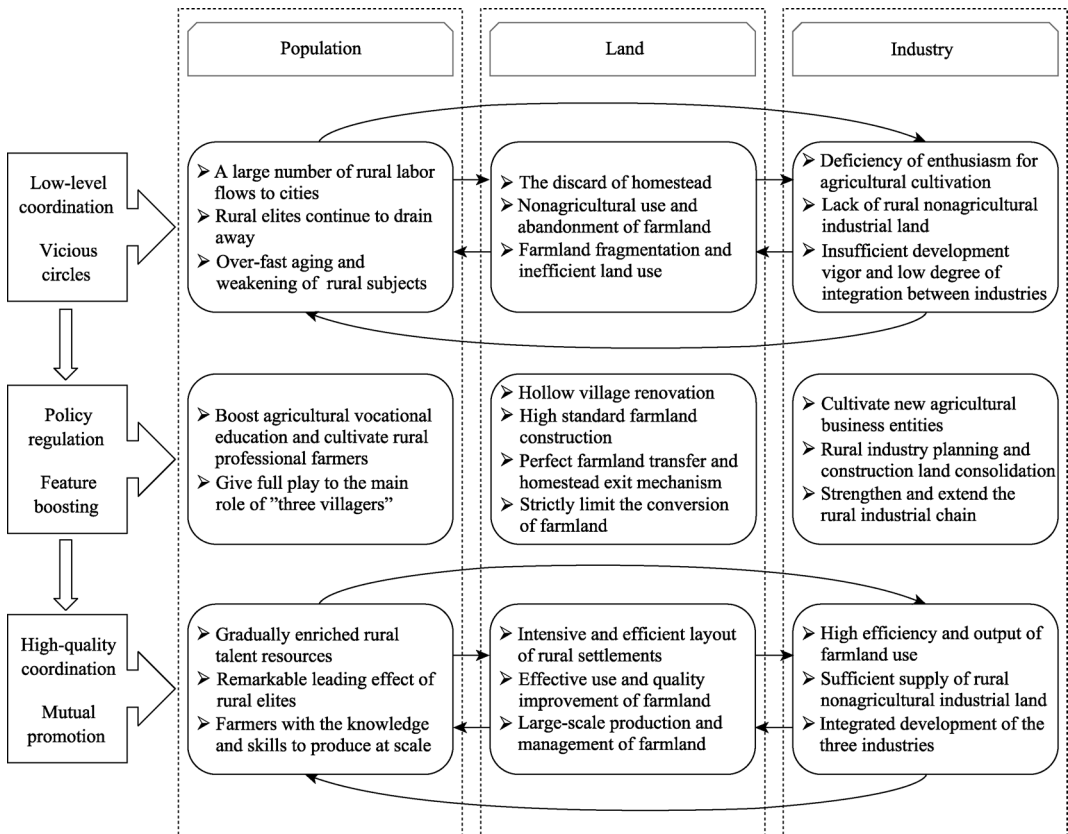 Population
Land
Industry
Low-level
coordination
Vicious
circles
➢ A large number of rural labor
flows to cities
➢ Rural elites continue to drain
away
➢ Over-fast aging and
weakening of rural subjects
➢ The discard of homestead
➢ Nonagricultural use and
abandonment of farmland
➢ Farmland fragmentation and
inefficient land use
➢ Deficiency of enthusiasm for
agricultural cultivation
➢ Lack of rural nonagricultural
industrial land
➢ Insufficient development
vigor and low degree of
integration between industries
Policy
regulation
Feature
boosting
➢ Boost agricultural vocational
education and cultivate rural
professional farmers
➢ Give full play to the main
role of ”three villagers”
➢ Hollow village renovation
➢ High standard farmland
construction
➢ Perfect farmland transfer and
homestead exit mechanism
➢ Strictly limit the conversion
of farmland
➢ Cultivate new agricultural
business entities
➢ Rural industry planning and
construction land consolidation
➢ Strengthen and extend the
rural industrial chain
High-quality
coordination
Mutual
promotion
➢ Gradually enriched rural
talent resources
➢ Remarkable leading effect of
rural elites
➢ Farmers with the knowledge
and skills to produce at scale
➢ Intensive and efficient layout
of rural settlements
➢ Effective use and quality
improvement of farmland
➢ Large-scale production and
management of farmland
➢ High efficiency and output of
farmland use
➢ Sufficient supply of rural
nonagricultural industrial land
➢ Integrated development of the
three industries